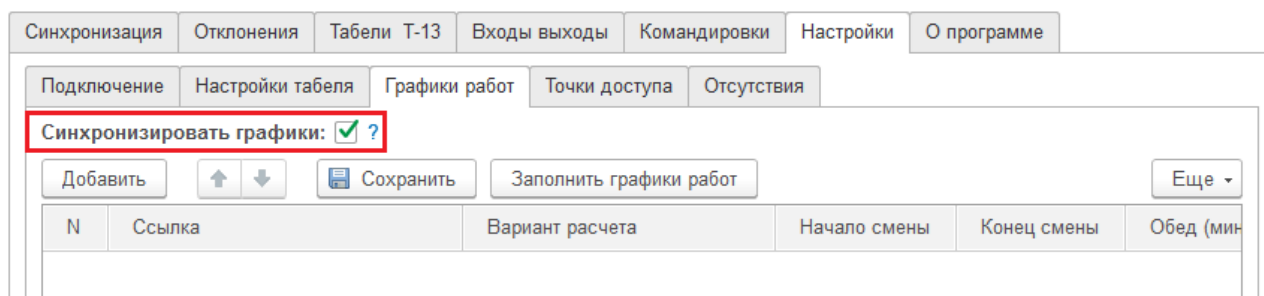 Синхронизация Отклонения Табели Т-13 Входы выходы Командировки Настройки О программе
Подключение Настройки табеля Графики работ Точки доступа Отсутствия
Синхронизировать графики: ?
Добавить Сохранить Заполнить графики работ Еще
N Ссылка Вариант расчета Начало смены Конец смены Обед (мин